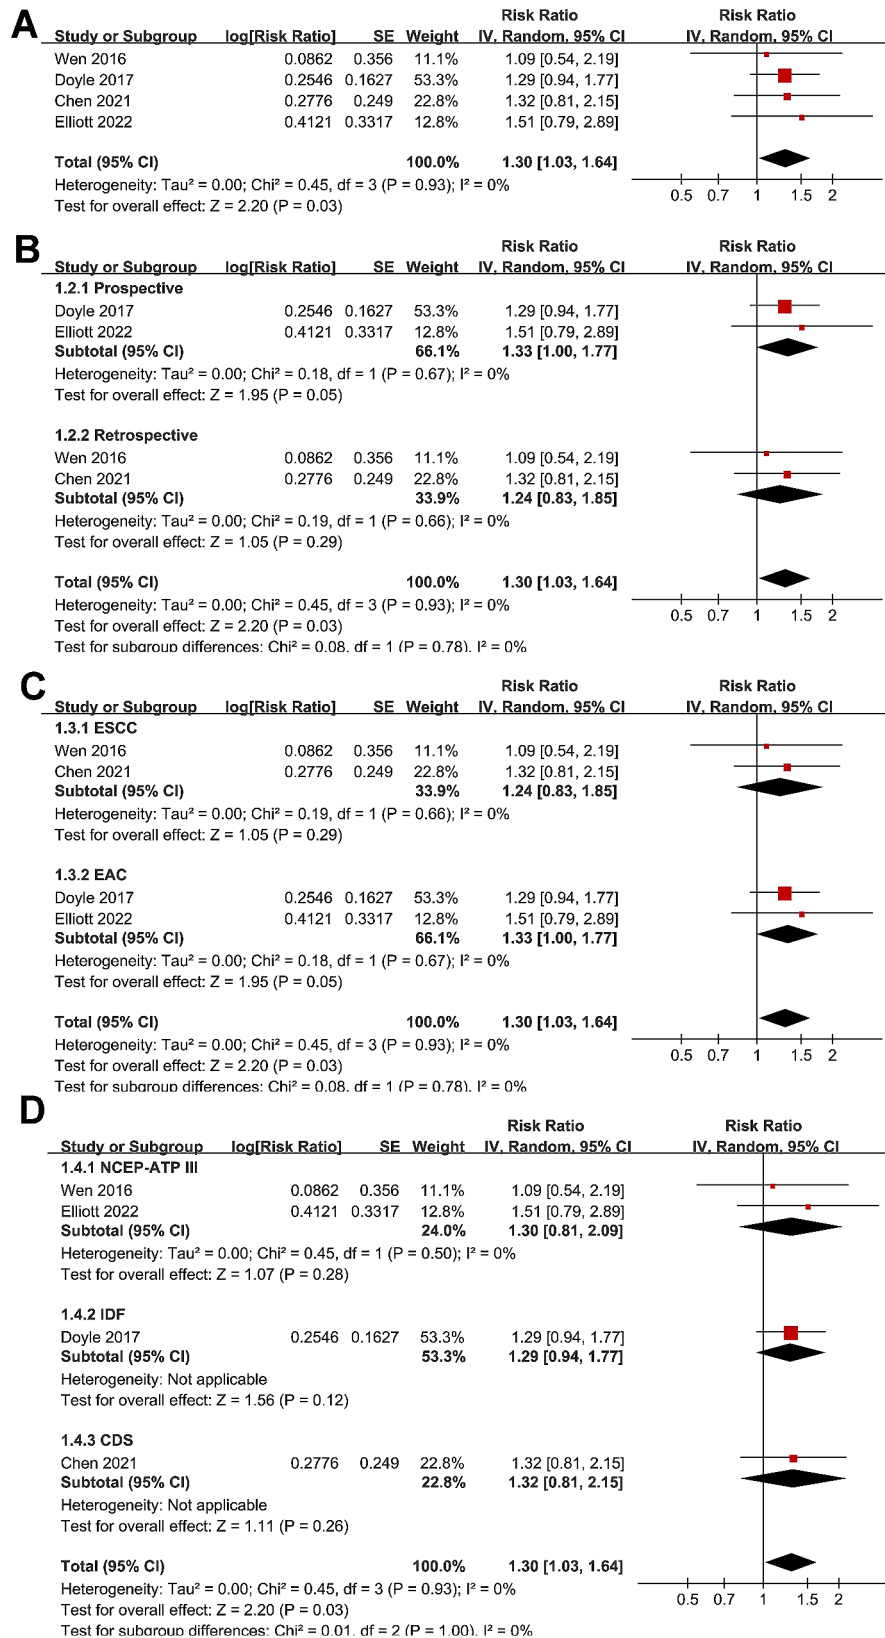 A
Risk Ratio Risk Ratio
Study or Subgroup log[Risk Ratio] SE Weight IV, Random, 95% CI IV, Random, 95% CI
Wen 2016 0.0862 0.356 11.1% 1.09 [0.54, 2.19]
Doyle 2017 0.2546 0.1627 53.3% 1.29 [0.94, 1.77]
Chen 2021 0.2776 0.249 22.8% 1.32 [0.81, 2.15]
Elliott 2022 0.4121 0.3317 12.8% 1.51 [0.79, 2.89]
Total (95% CI) 100.0% 1.30 [1.03, 1.64]
Heterogeneity: Tau² = 0.00; Chi² = 0.45, df = 3 (P = 0.93); I² = 0%
Test for overall effect: Z = 2.20 (P = 0.03)
0.5 0.7 1 1.5 2
B
Risk Ratio Risk Ratio
Study or Subgroup log[Risk Ratio] SE Weight IV, Random, 95% CI IV, Random, 95% CI
1.2.1 Prospective
Doyle 2017 0.2546 0.1627 53.3% 1.29 [0.94, 1.77]
Elliott 2022 0.4121 0.3317 12.8% 1.51 [0.79, 2.89]
Subtotal (95% CI) 66.1% 1.33 [1.00, 1.77]
Heterogeneity: Tau² = 0.00; Chi² = 0.18, df = 1 (P = 0.67); I² = 0%
Test for overall effect: Z = 1.95 (P = 0.05)
1.2.2 Retrospective
Wen 2016 0.0862 0.356 11.1% 1.09 [0.54, 2.19]
Chen 2021 0.2776 0.249 22.8% 1.32 [0.81, 2.15]
Subtotal (95% CI) 33.9% 1.24 [0.83, 1.85]
Heterogeneity: Tau² = 0.00; Chi² = 0.19, df = 1 (P = 0.66); I² = 0%
Test for overall effect: Z = 1.05 (P = 0.29)
Total (95% CI) 100.0% 1.30 [1.03, 1.64]
Heterogeneity: Tau² = 0.00; Chi² = 0.45, df = 3 (P = 0.93); I² = 0%
Test for overall effect: Z = 2.20 (P = 0.03)
Test for subgroup differences: Chi² = 0.08, df = 1 (P = 0.78), I² = 0%
0.5 0.7 1 1.5 2
C
Risk Ratio Risk Ratio
Study or Subgroup log[Risk Ratio] SE Weight IV, Random, 95% CI IV, Random, 95% CI
1.3.1 ESCC
Wen 2016 0.0862 0.356 11.1% 1.09 [0.54, 2.19]
Chen 2021 0.2776 0.249 22.8% 1.32 [0.81, 2.15]
Subtotal (95% CI) 33.9% 1.24 [0.83, 1.85]
Heterogeneity: Tau² = 0.00; Chi² = 0.19, df = 1 (P = 0.66); I² = 0%
Test for overall effect: Z = 1.05 (P = 0.29)
1.3.2 EAC
Doyle 2017 0.2546 0.1627 53.3% 1.29 [0.94, 1.77]
Elliott 2022 0.4121 0.3317 12.8% 1.51 [0.79, 2.89]
Subtotal (95% CI) 66.1% 1.33 [1.00, 1.77]
Heterogeneity: Tau² = 0.00; Chi² = 0.18, df = 1 (P = 0.67); I² = 0%
Test for overall effect: Z = 1.95 (P = 0.05)
Total (95% CI) 100.0% 1.30 [1.03, 1.64]
Heterogeneity: Tau² = 0.00; Chi² = 0.45, df = 3 (P = 0.93); I² = 0%
Test for overall effect: Z = 2.20 (P = 0.03)
Test for subgroup differences: Chi² = 0.08, df = 1 (P = 0.78), I² = 0%
0.5 0.7 1 1.5 2
D
Risk Ratio Risk Ratio
Study or Subgroup log[Risk Ratio] SE Weight IV, Random, 95% CI IV, Random, 95% CI
1.4.1 NCEP-ATP III
Wen 2016 0.0862 0.356 11.1% 1.09 [0.54, 2.19]
Elliott 2022 0.4121 0.3317 12.8% 1.51 [0.79, 2.89]
Subtotal (95% CI) 24.0% 1.30 [0.81, 2.09]
Heterogeneity: Tau² = 0.00; Chi² = 0.45, df = 1 (P = 0.50); I² = 0%
Test for overall effect: Z = 1.07 (P = 0.28)
1.4.2 IDF
Doyle 2017 0.2546 0.1627 53.3% 1.29 [0.94, 1.77]
Subtotal (95% CI) 53.3% 1.29 [0.94, 1.77]
Heterogeneity: Not applicable
Test for overall effect: Z = 1.56 (P = 0.12)
1.4.3 CDS
Chen 2021 0.2776 0.249 22.8% 1.32 [0.81, 2.15]
Subtotal (95% CI) 22.8% 1.32 [0.81, 2.15]
Heterogeneity: Not applicable
Test for overall effect: Z = 1.11 (P = 0.26)
Total (95% CI) 100.0% 1.30 [1.03, 1.64]
Heterogeneity: Tau² = 0.00; Chi² = 0.45, df = 3 (P = 0.93); I² = 0%
Test for overall effect: Z = 2.20 (P = 0.03)
Test for subgroup differences: Chi² = 0.01, df = 2 (P = 1.00), I² = 0%
0.5 0.7 1 1.5 2